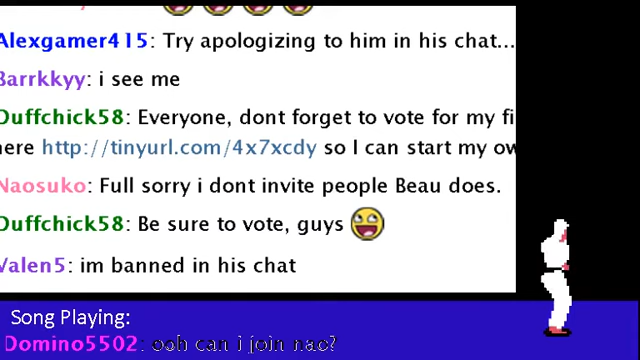 Alexgamer415: Try apologizing to him in his chat...
Barrkkyy: i see me
Duffchick58: Everyone, dont forget to vote for my fi
here http://tinyurl.com/4x7xcdy so I can start my ow
Naosuko: Full sorry i dont invite people Beau does.
Duffchick58: Be sure to vote, guys
Valen5: im banned in his chat
Song Playing:
Domino5502: ooh can i join nao?